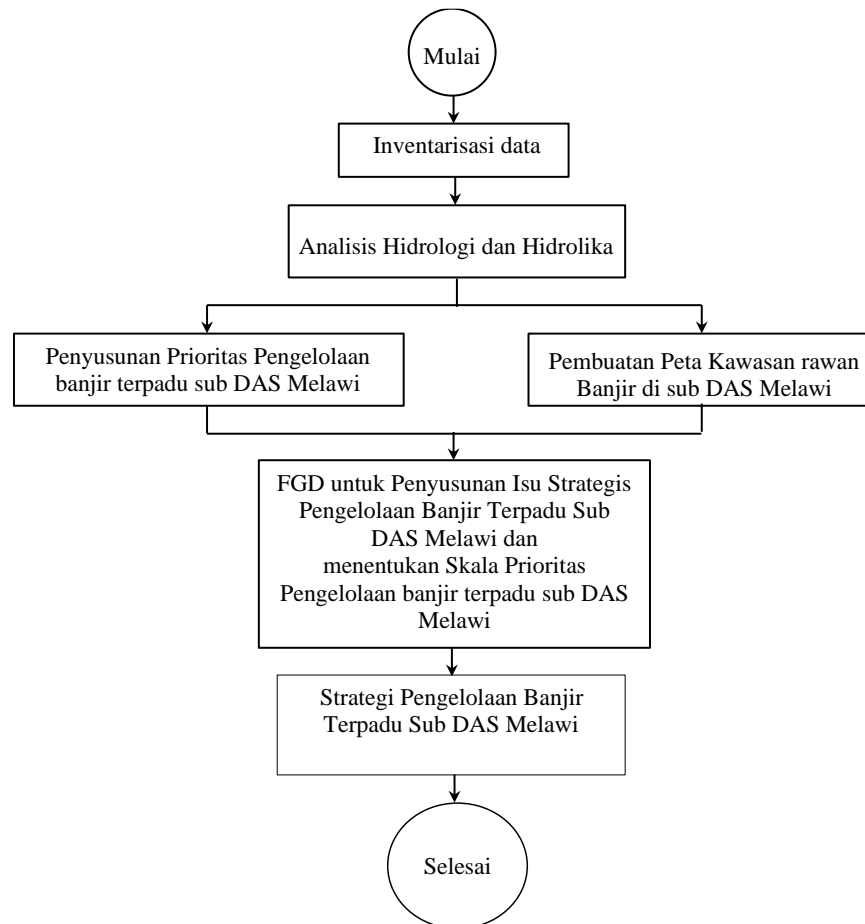 Mulai
Inventarisasi data
Analisis Hidrologi dan Hidrolika
Penyusunan Prioritas Pengelolaan
banjir terpadu sub DAS Melawi
Pembuatan Peta Kawasan rawan
Banjir di sub DAS Melawi
FGD untuk Penyusunan Isu Strategis
Pengelolaan Banjir Terpadu Sub
DAS Melawi dan
menentukan Skala Prioritas
Pengelolaan banjir terpadu sub DAS
Melawi
Strategi Pengelolaan Banjir
Terpadu Sub DAS Melawi
Selesai